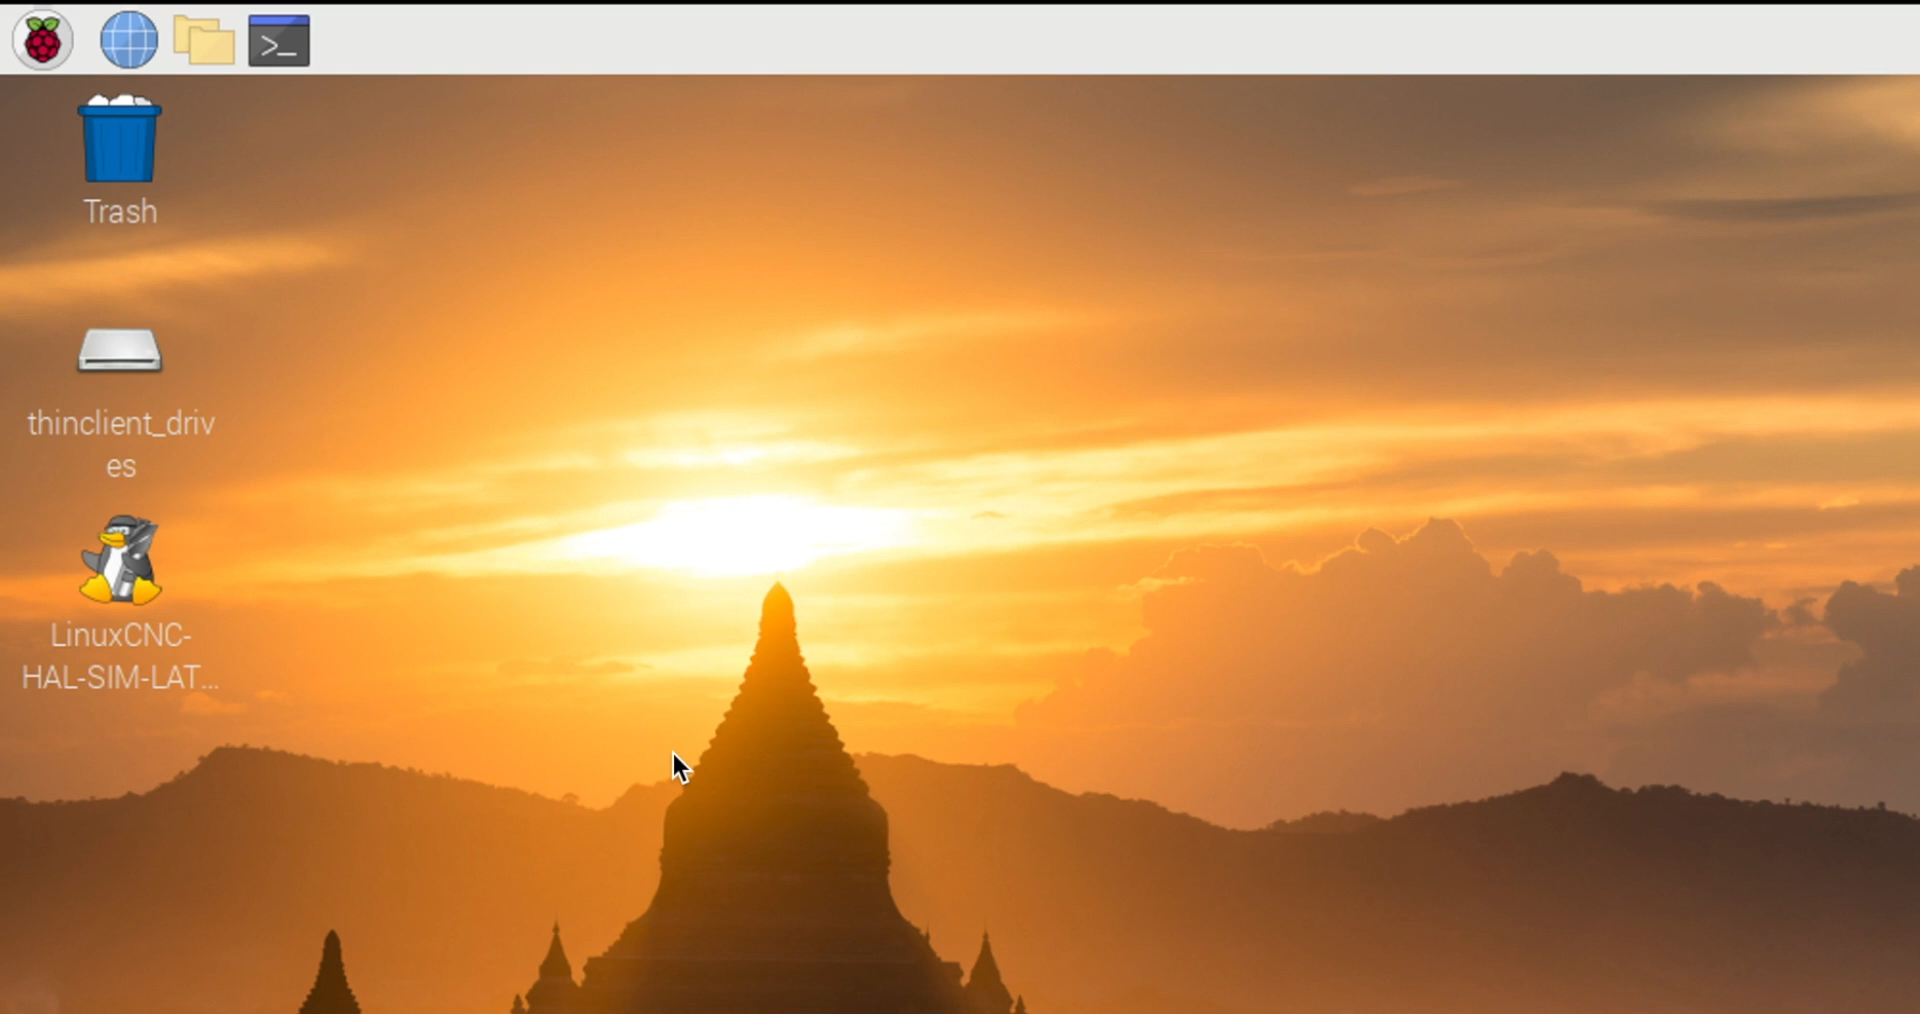 >_
Trash
thinclient_driv
es
LinuxCNC-
HAL-SIM-LAT...